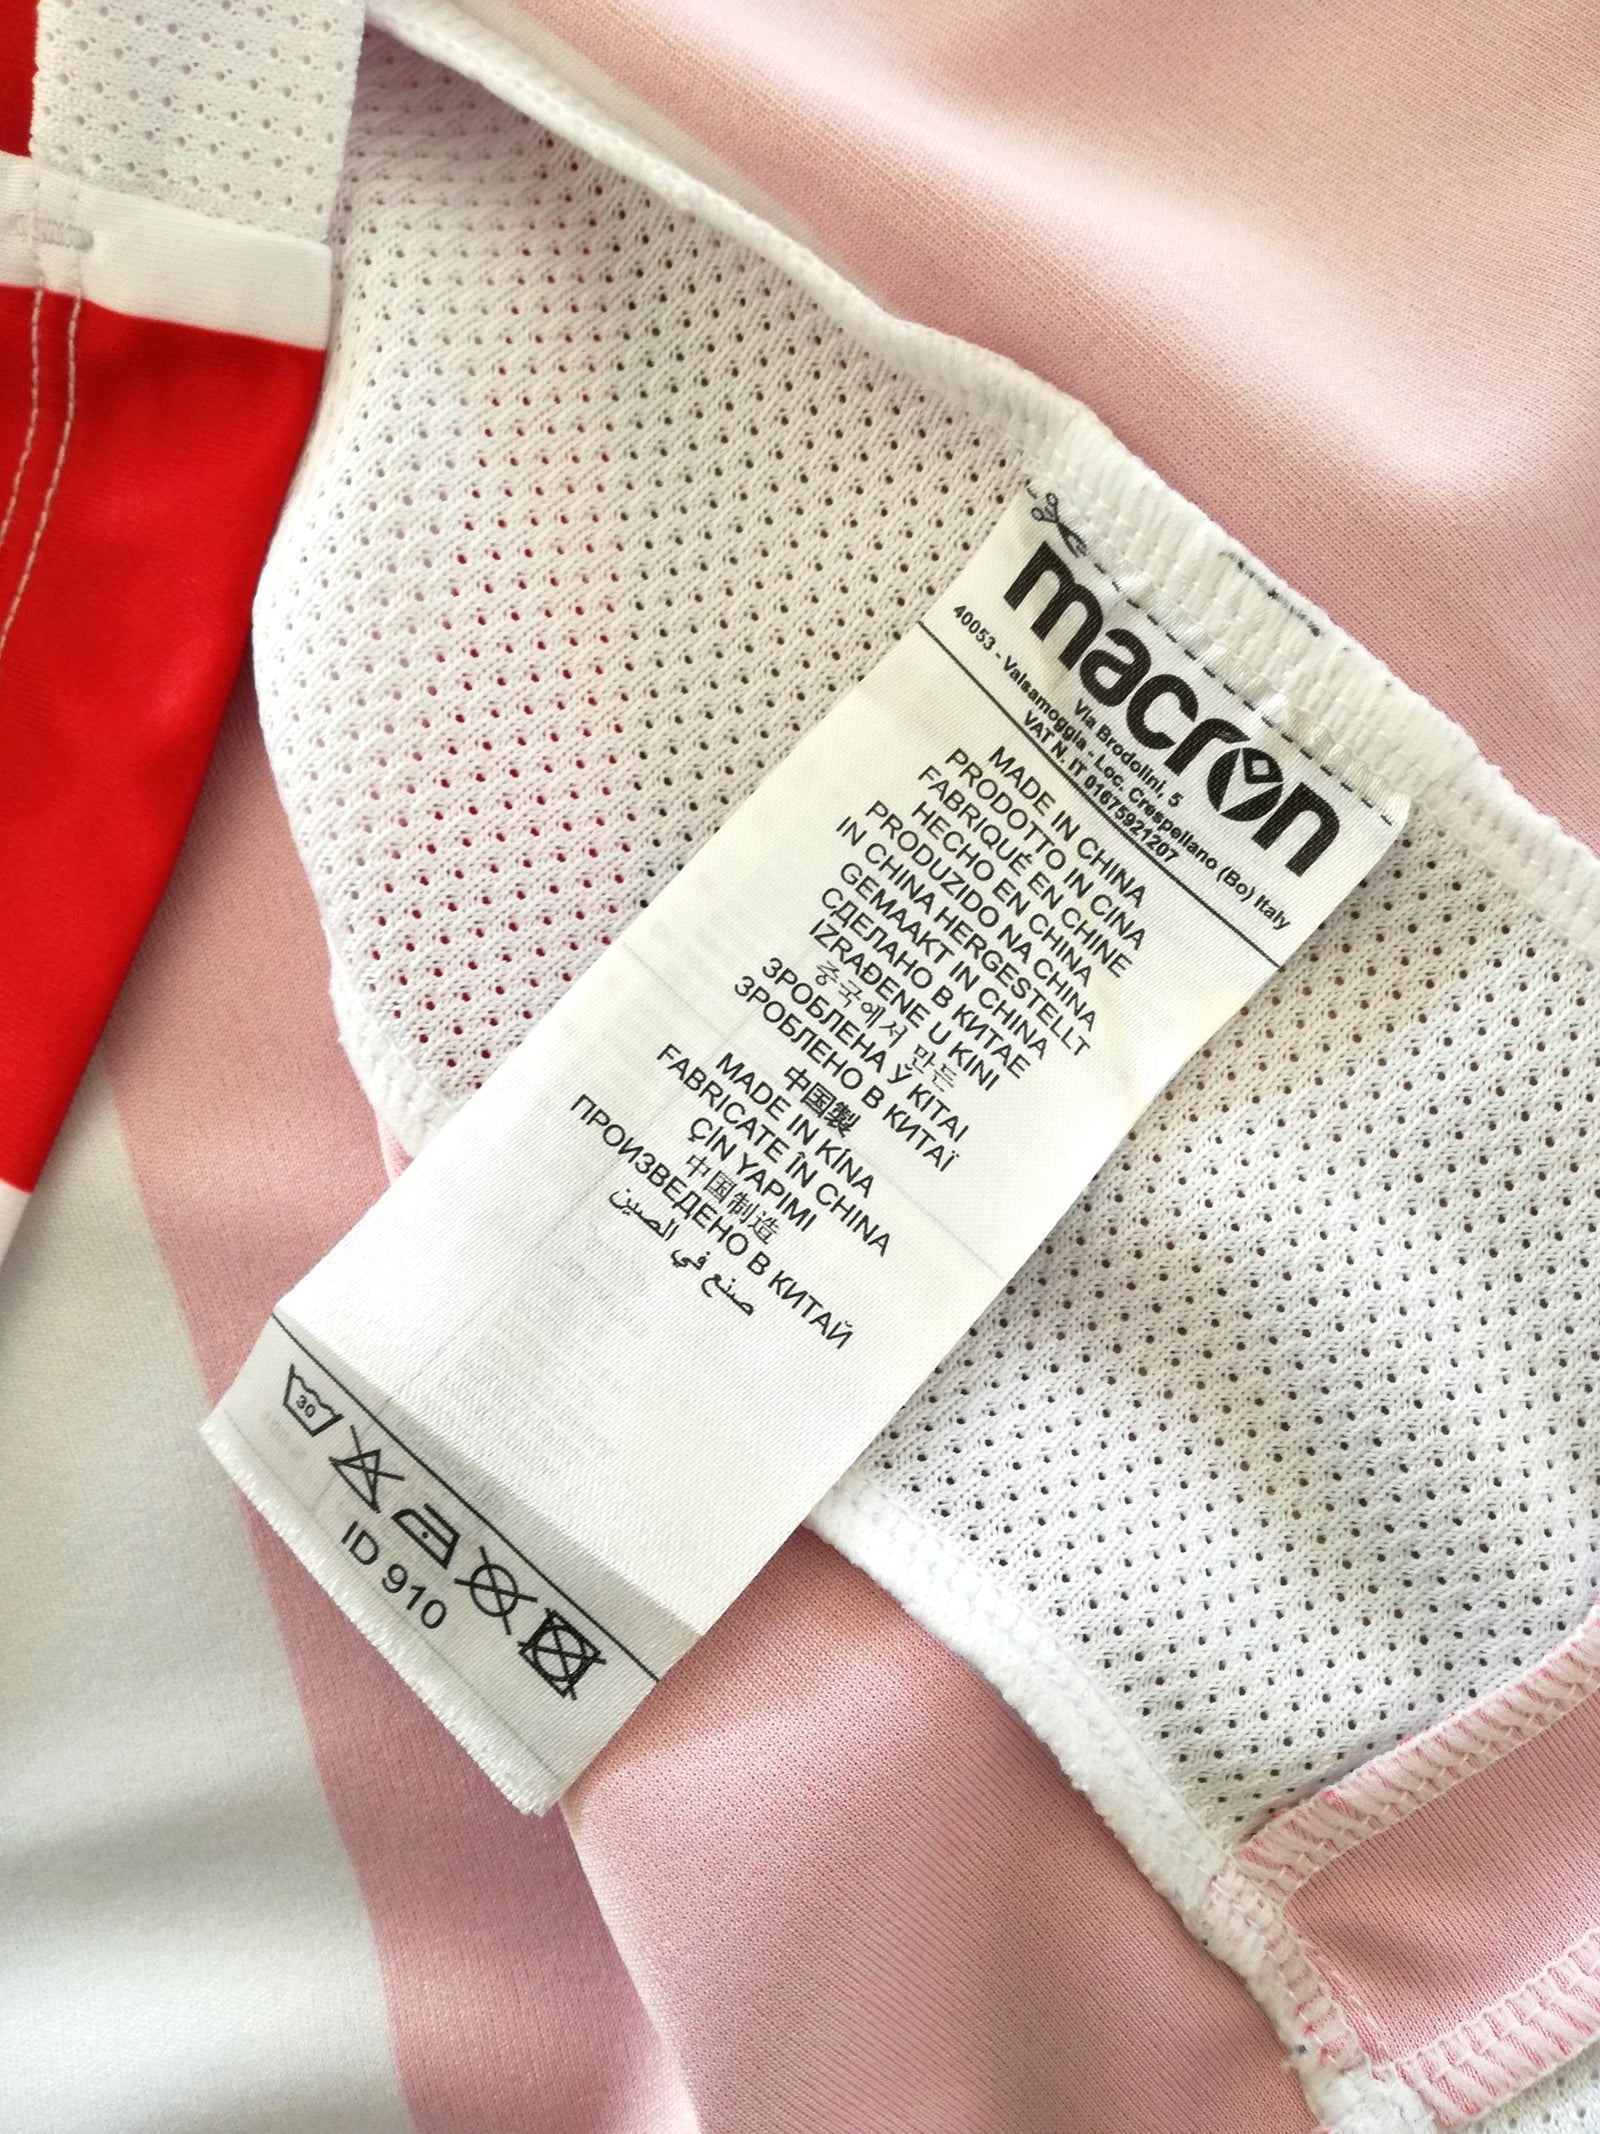 macron
Via Brodolini, 5
40053 - Valsamoggia - Loc. Crespellano (Bo) Italy
VAT N. IT 01675921207
MADE IN CHINA
PRODOTTO IN CINA
FABRIQUÉ EN CHINE
HECHO EN CHINA
PRODUZIDO NA CHINA
IN CHINA HERGESTELLT
GEMAAKT IN CHINA
СДЕЛАНО В КИТАЕ
IZRAĐENE U KINI
중국에서 만든
ЗРОБЛЕНА Ў KITAI
ЗРОБЛЕНО В КИТАЇ
中国製
MADE IN KÍNA
FABRICATE ÎN CHINA
ÇIN YAPIMI
中国制造
ПРОИЗВЕДЕНО В КИТАЙ
صنع في الصين
30
ID 910